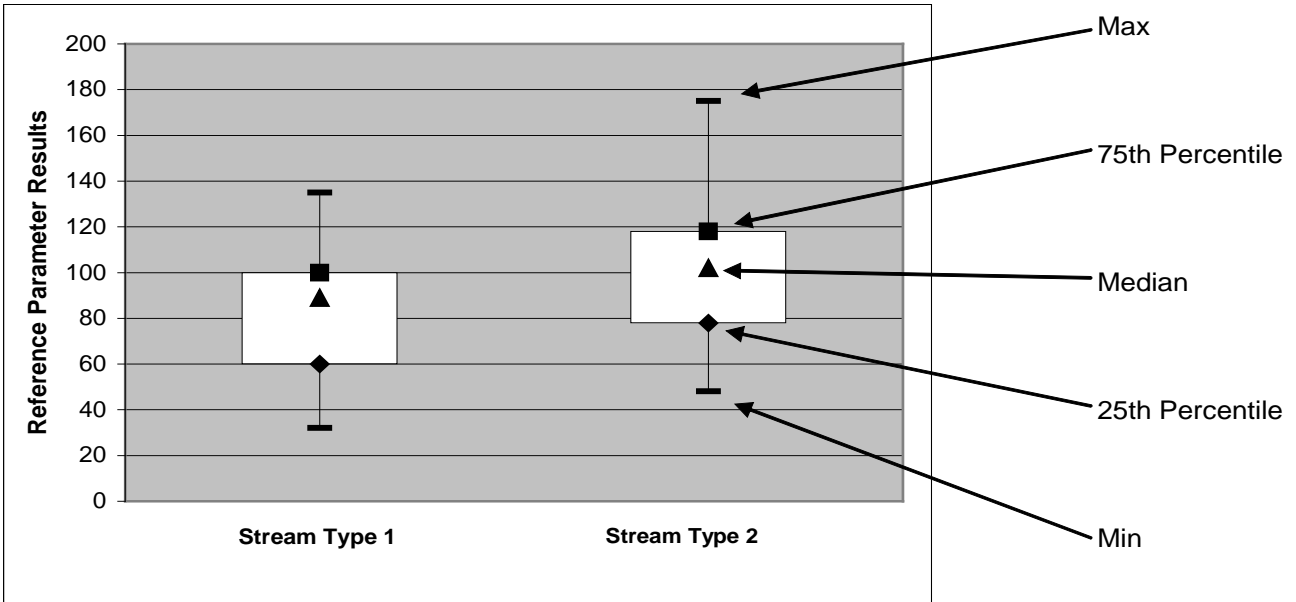 Reference Parameter Results
200
180
160
140
120
100
80
60
40
20
0
Stream Type 1
Stream Type 2
Max
75th Percentile
Median
25th Percentile
Min